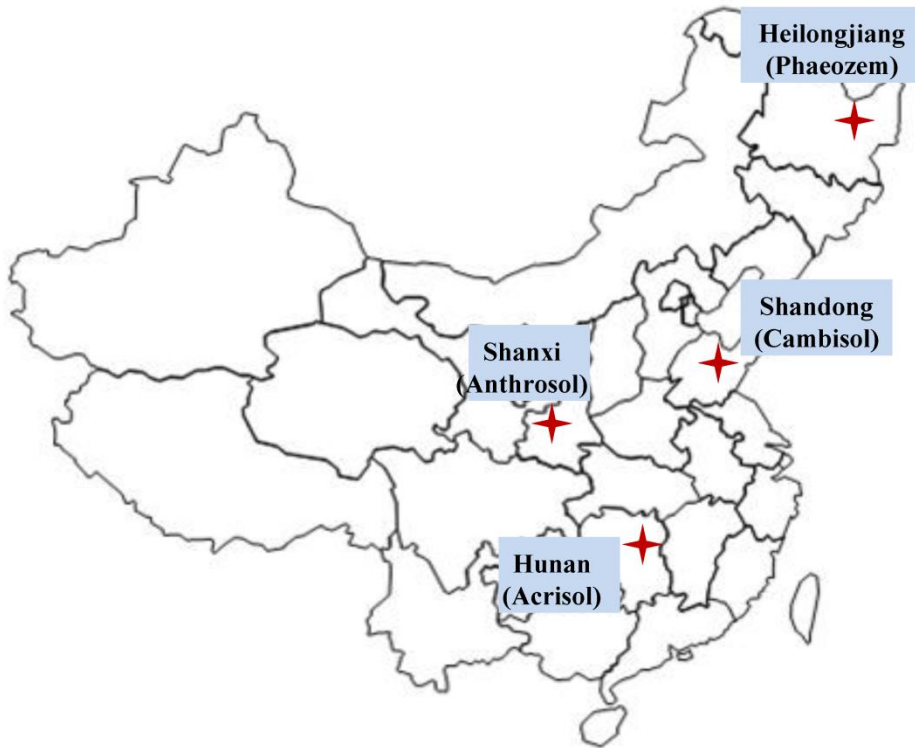 Heilongjiang
(Phaeozem)
Shandong
(Cambisol)
Shanxi
(Anthrosol)
Hunan
(Acrisol)